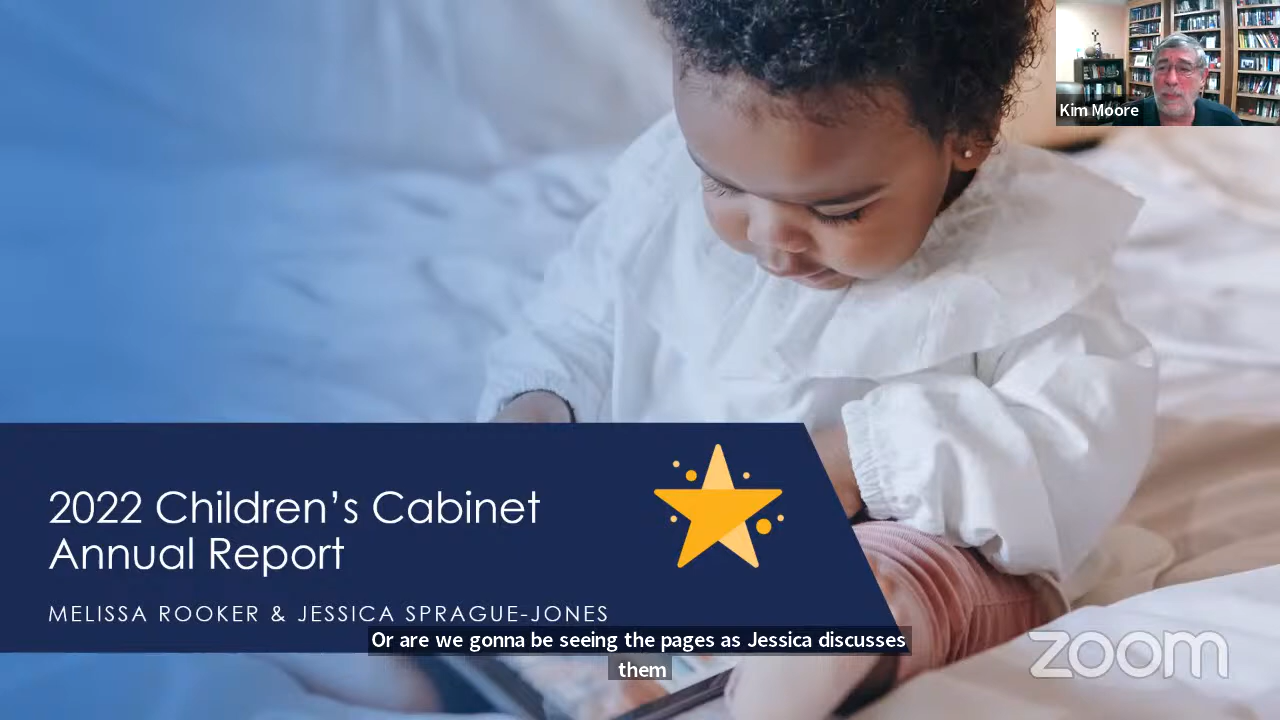 Kim Moore
2022 Children's Cabinet
Annual Report
MELISSA ROOKER & JESSICA SPRAGUE-JONES
Or are we gonna be seeing the pages as Jessica discusses
them
zoom